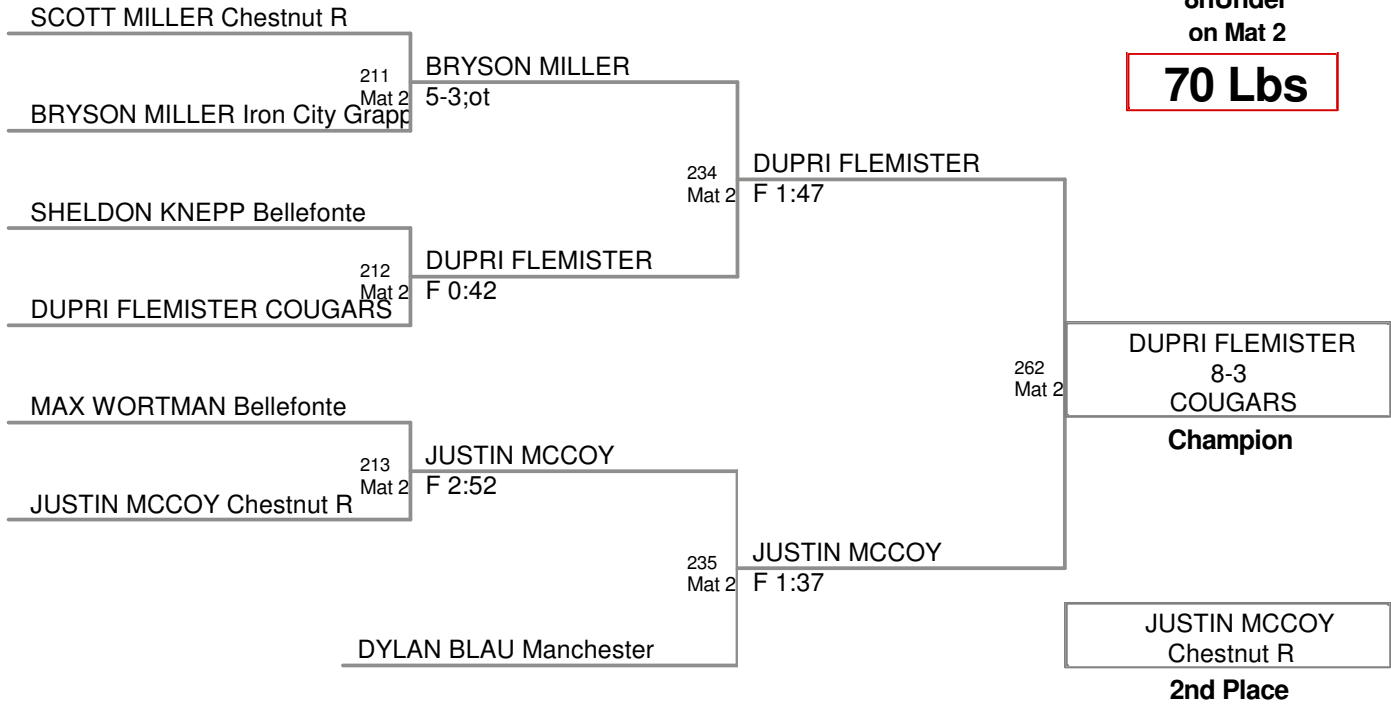 8nUnder
on Mat 2
70 Lbs
SCOTT MILLER Chestnut R
211
Mat 2
BRYSON MILLER Iron City Grapp
BRYSON MILLER
5-3;ot
SHELDON KNEPP Bellefonte
212
Mat 2
DUPRI FLEMISTER COUGARS
DUPRI FLEMISTER
F 0:42
234
Mat 2
DUPRI FLEMISTER
F 1:47
MAX WORTMAN Bellefonte
213
Mat 2
JUSTIN MCCOY Chestnut R
JUSTIN MCCOY
F 2:52
235
Mat 2
DYLAN BLAU Manchester
JUSTIN MCCOY
F 1:37
262
Mat 2
DUPRI FLEMISTER
8-3
COUGARS
Champion
JUSTIN MCCOY
Chestnut R
2nd Place